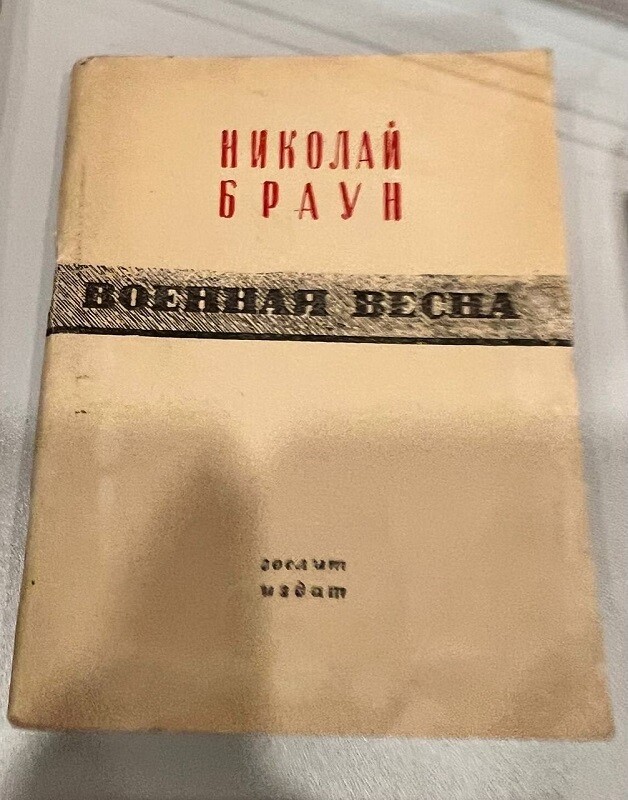 НИКОЛАЙ
БРАУН
ВОЕННАЯ ВЕСНА
гослит
издат